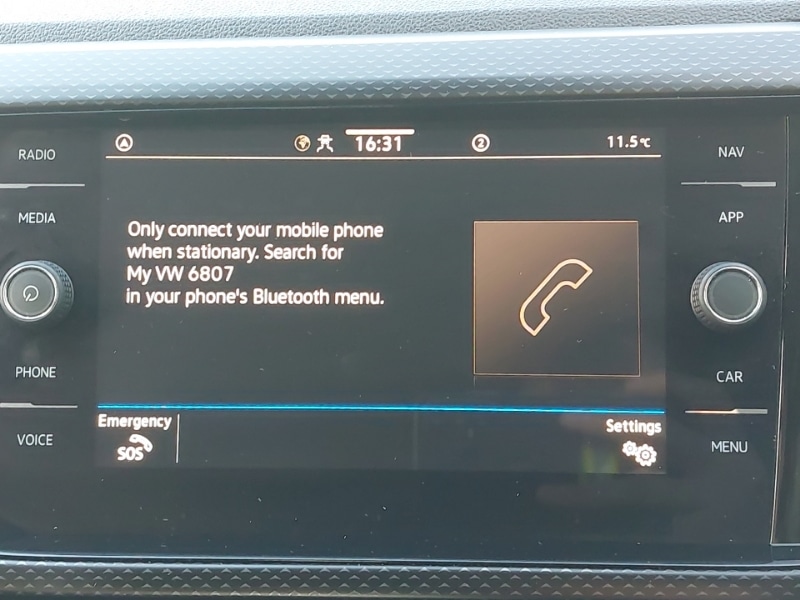 RADIO
MEDIA
PHONE
VOICE
16:31
2
11.5°C
Only connect your mobile phone
when stationary. Search for
My VW 6807
in your phone's Bluetooth menu.
Emergency
SOS
Settings
NAV
APP
CAR
MENU